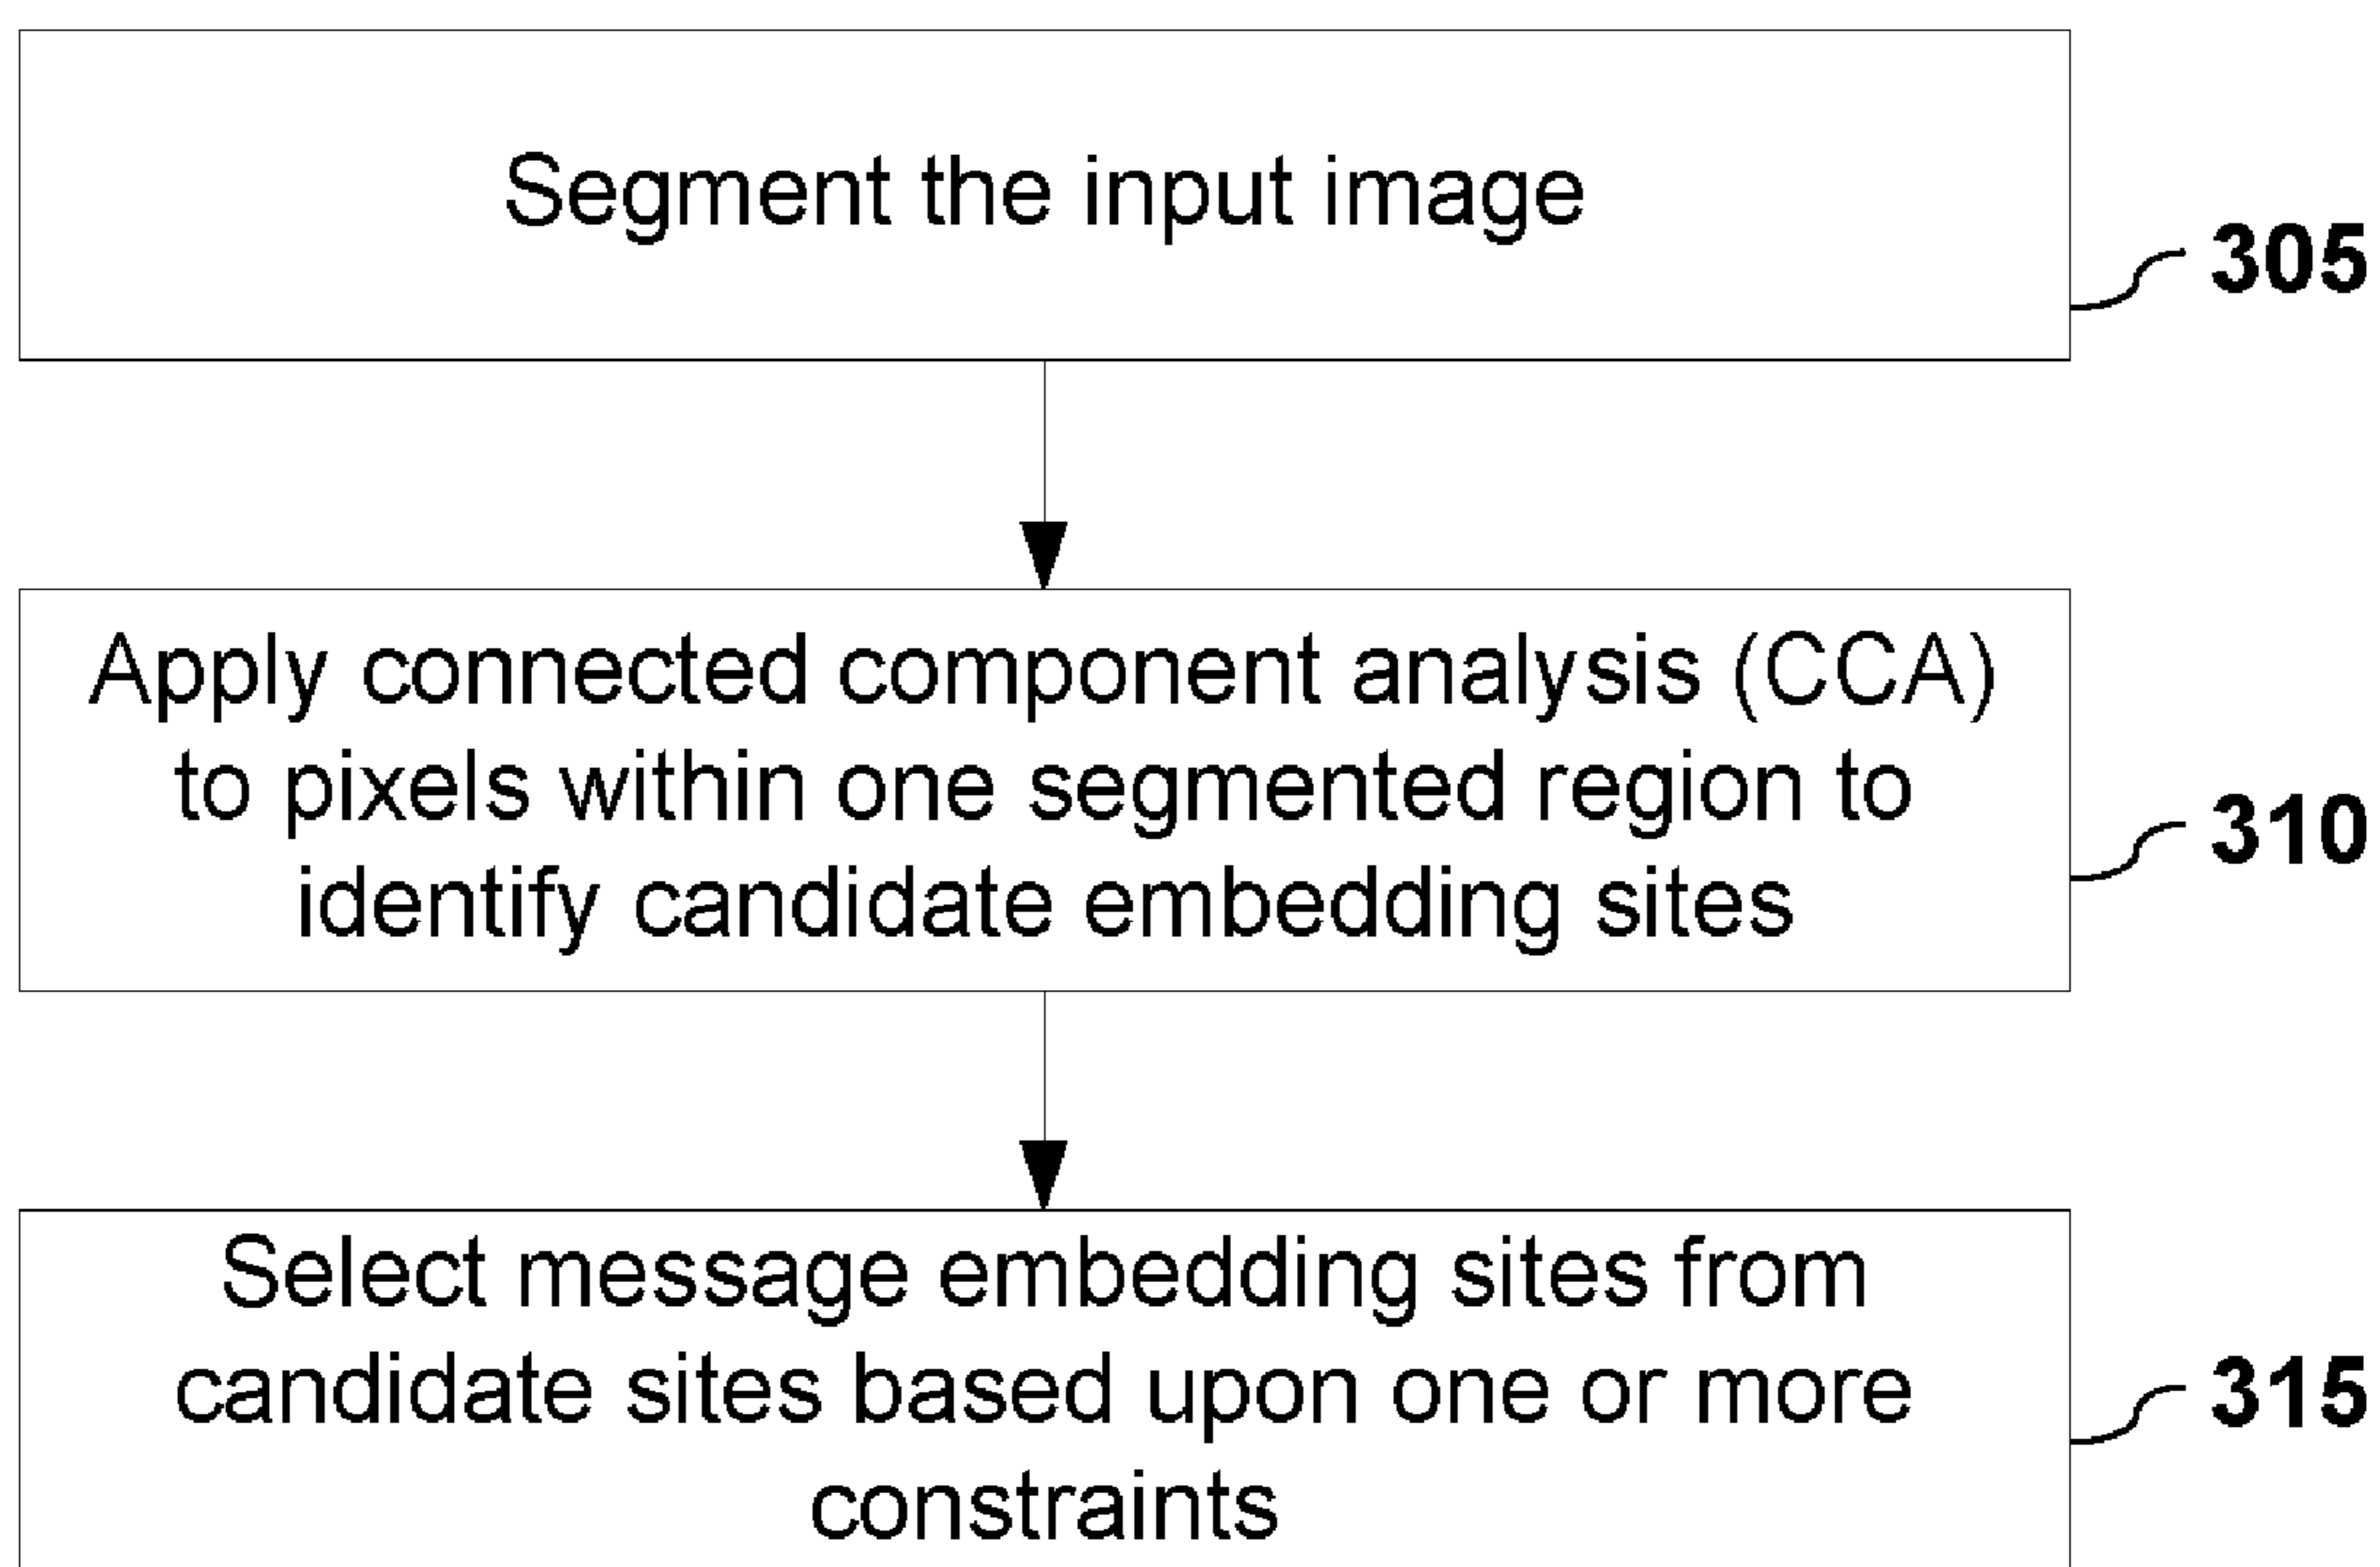 Segment the input image
305
Apply connected component analysis (CCA)
to pixels within one segmented region to
identify candidate embedding sites
310
Select message embedding sites from
candidate sites based upon one or more
constraints
315